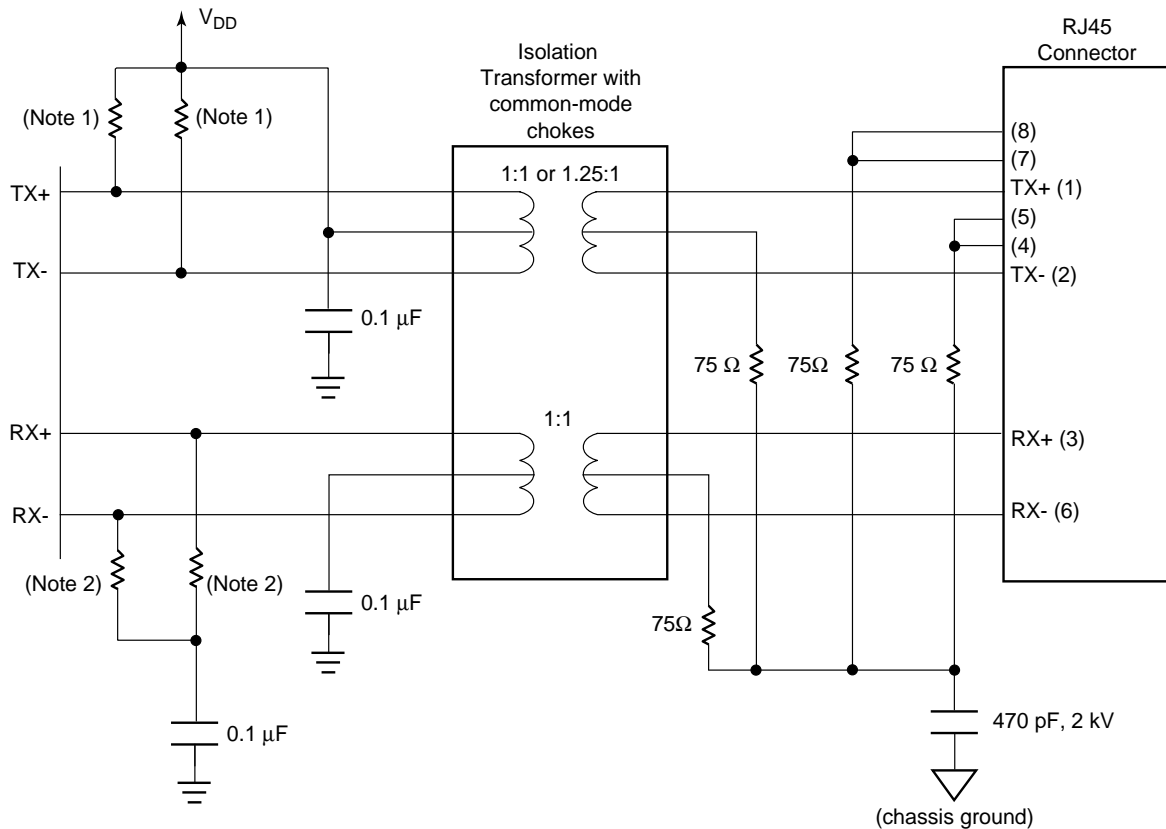 V_DD
RJ45
Connector
Isolation
Transformer with
common-mode
chokes
(Note 1)
(Note 1)
(8)
(7)
1:1 or 1.25:1
TX+
TX+ (1)
(5)
(4)
TX-
TX- (2)
0.1 μF
75 Ω
75Ω
75 Ω
1:1
RX+
RX+ (3)
RX-
RX- (6)
(Note 2)
(Note 2)
0.1 μF
75Ω
0.1 μF
470 pF, 2 kV
(chassis ground)